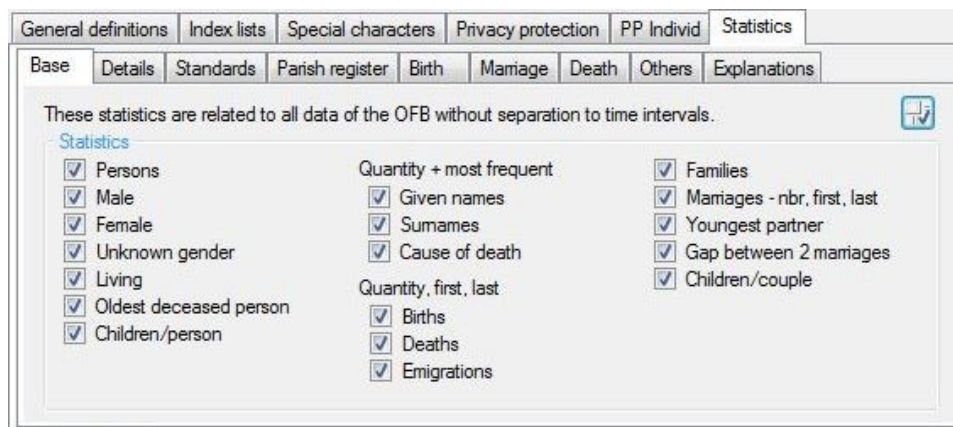 General definitions Index lists Special characters Privacy protection PP Individ Statistics
Base Details Standards Parish register Birth Marriage Death Others Explanations
These statistics are related to all data of the OFB without separation to time intervals.
Statistics
Persons
Male
Female
Unknown gender
Living
Oldest deceased person
Children/person
Quantity + most frequent
Given names
Surnames
Cause of death
Quantity, first, last
Births
Deaths
Emigrations
Families
Marriages - nbr, first, last
Youngest partner
Gap between 2 marriages
Children/couple